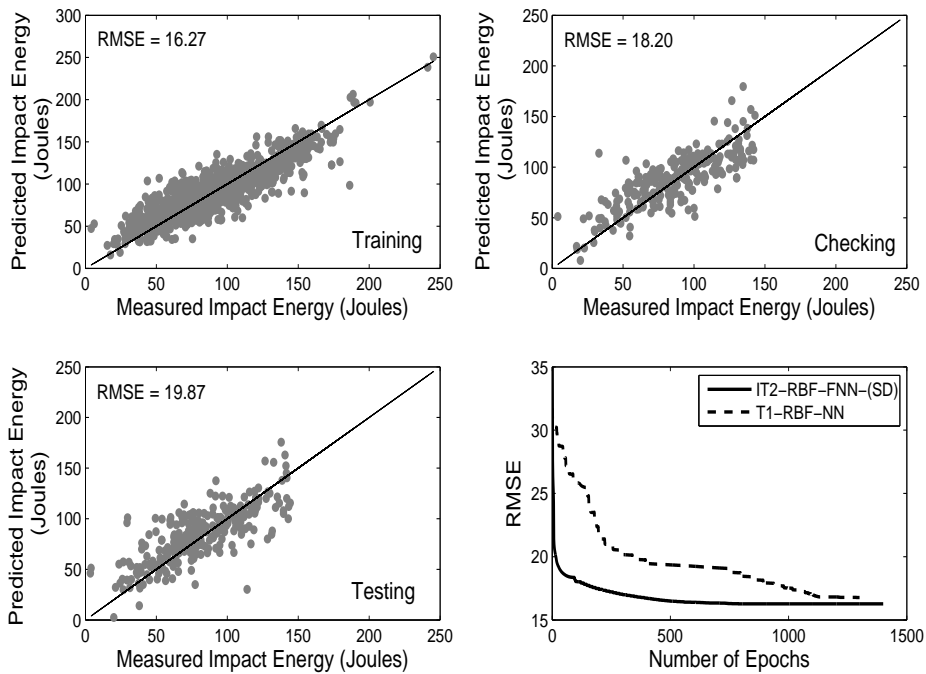 300
250
200
150
100
50
0
Predicted Impact Energy
(Joules)
RMSE = 16.27
Training
0 50 100 150 200 250
Measured Impact Energy (Joules)
250
200
150
100
50
0
Predicted Impact Energy
(Joules)
RMSE = 18.20
Checking
0 50 100 150 200 250
Measured Impact Energy (Joules)
250
200
150
100
50
0
Predicted Impact Energy
(Joules)
RMSE = 19.87
Testing
0 50 100 150 200 250
Measured Impact Energy (Joules)
35
30
25
20
15
RMSE
IT2−RBF−FNN−(SD)
T1−RBF−NN
0 500 1000 1500
Number of Epochs